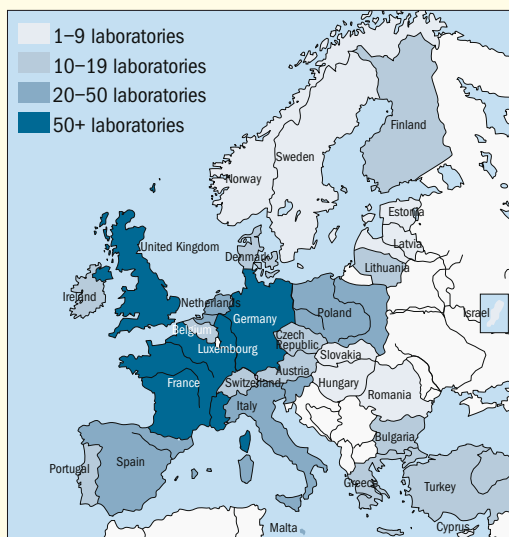 1–9 laboratories
10–19 laboratories
20–50 laboratories
50+ laboratories
Finland
Sweden
Norway
Estonia
Latvia
Lithuania
United Kingdom
Denmark
Ireland
Netherlands
Germany
Poland
Israel
Belgium
Luxembourg
Czech
Republic
Slovakia
France
Switzerland
Austria
Hungary
Romania
Italy
Bulgaria
Portugal
Spain
Greece
Turkey
Malta
Cyprus